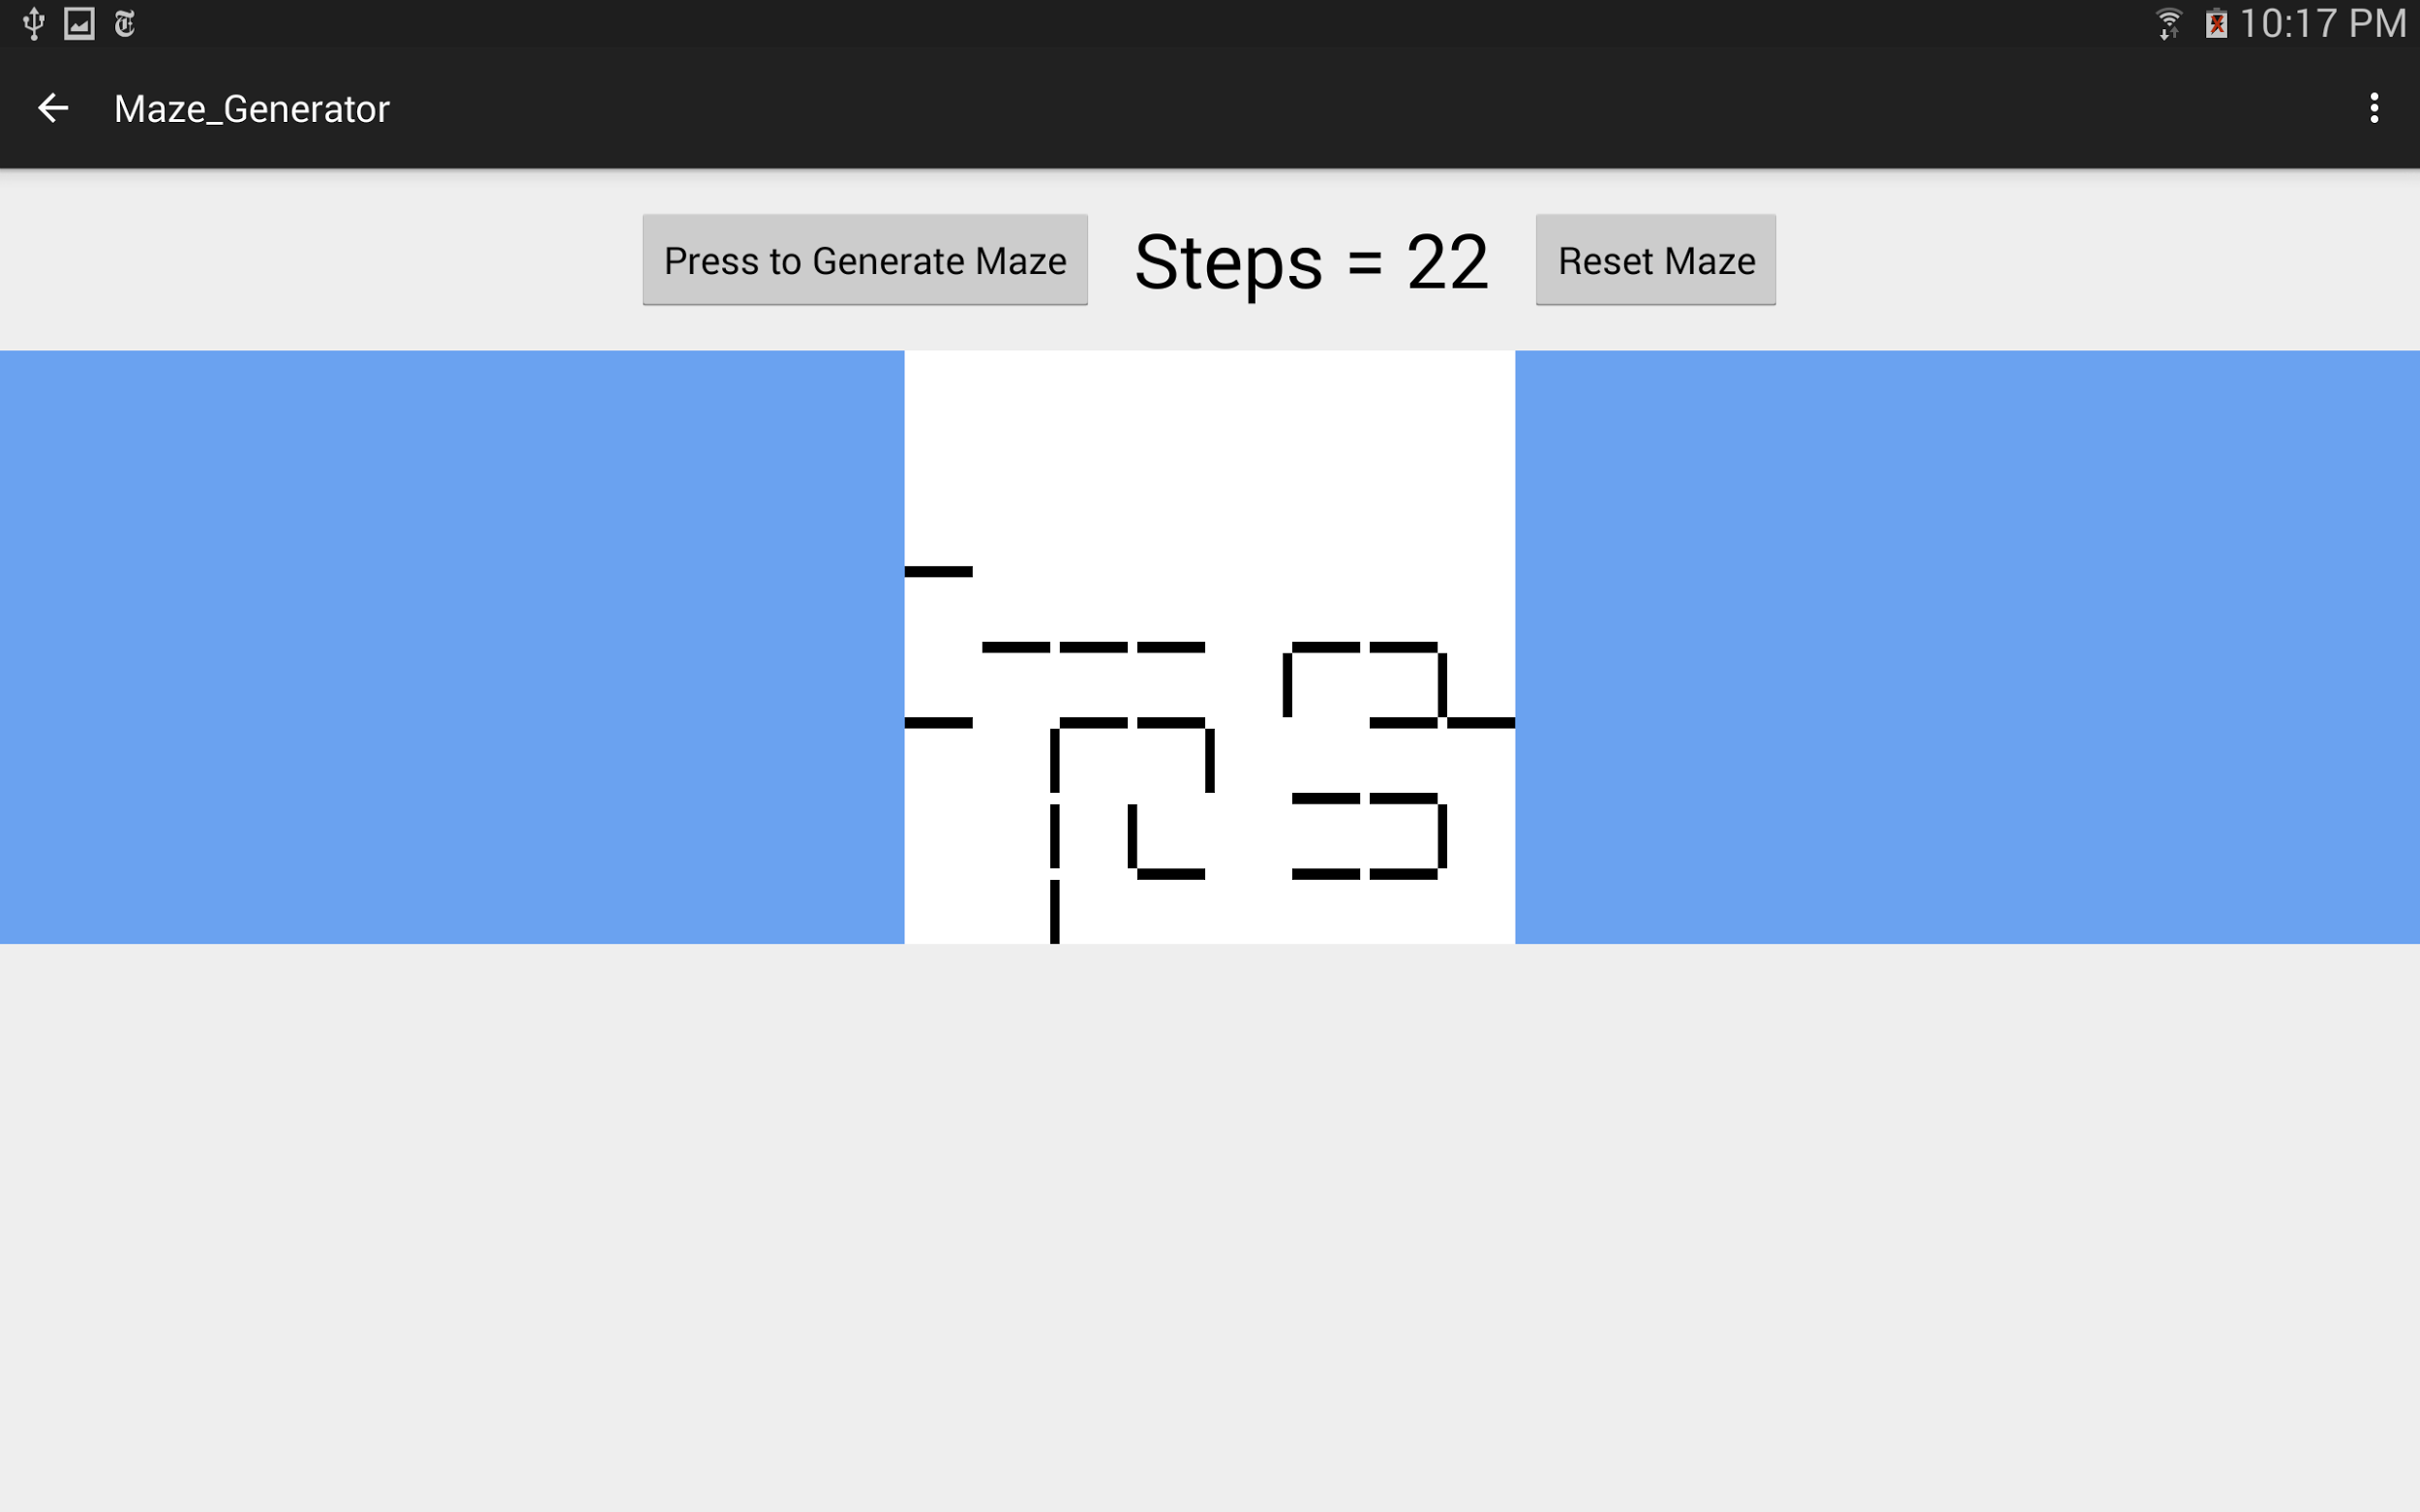 10:17 PM
Maze_Generator
Press to Generate Maze
Steps = 22
Reset Maze